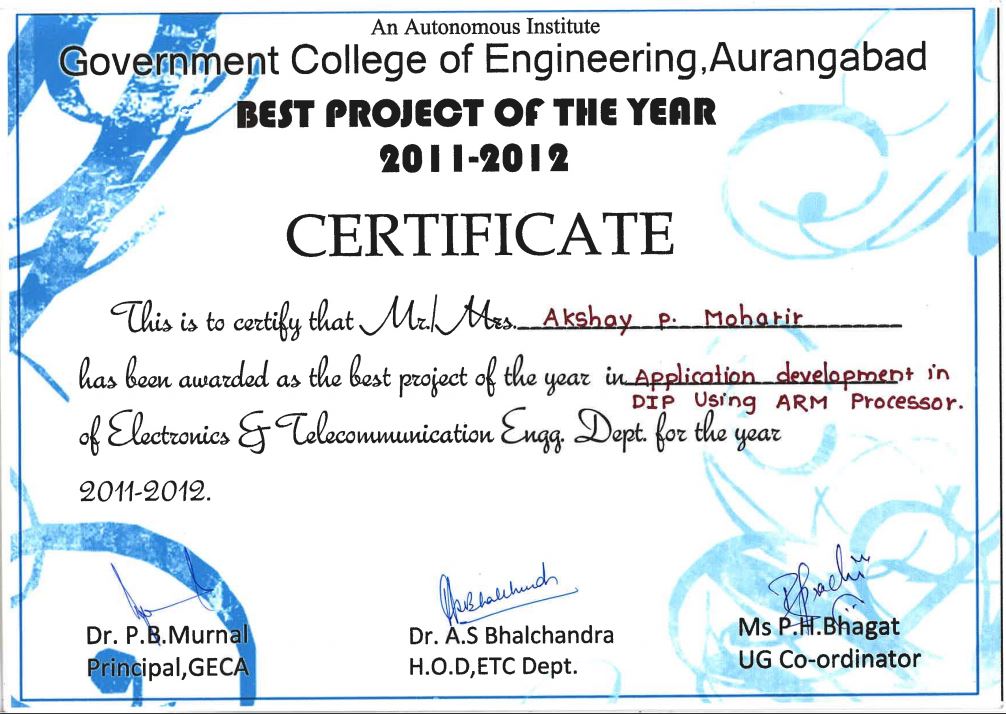 An Autonomous Institute
Government College of Engineering,Aurangabad
BEST PROJECT OF THE YEAR
2011-2012
CERTIFICATE
This is to certify that Mr./Mrs. Akshay P. Moharir
has been awarded as the best project of the year in Application development in
DIP Using ARM Processor.
of Electronics & Telecommunication Engg. Dept. for the year
2011-2012.
Dr. P.B.Murnal
Principal,GECA
Dr. A.S Bhalchandra
H.O.D,ETC Dept.
Ms P.H.Bhagat
UG Co-ordinator